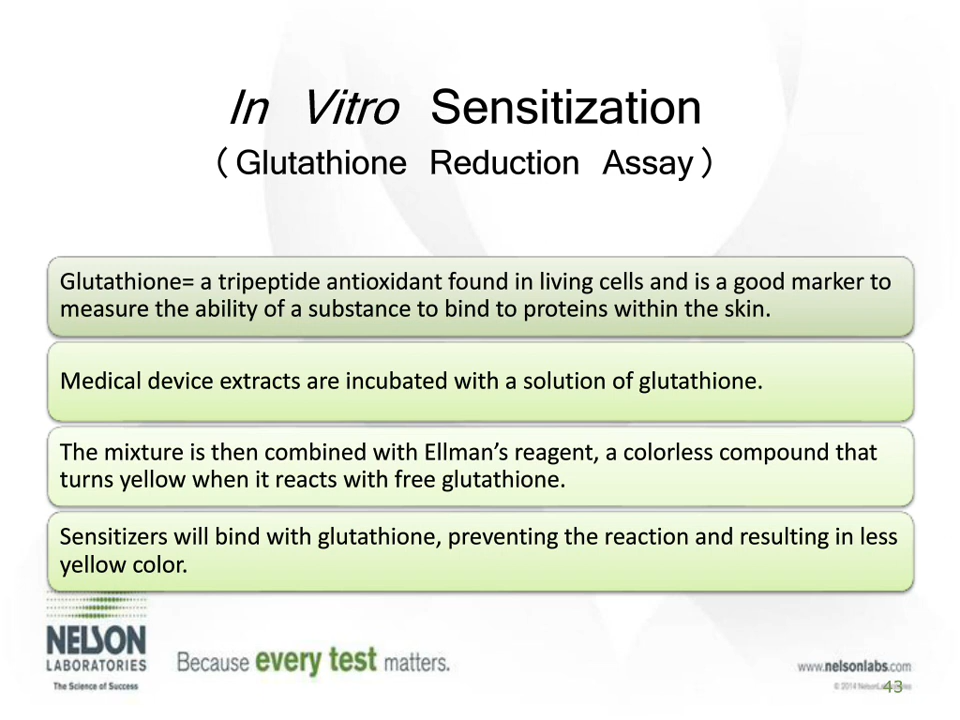 In Vitro Sensitization
(Glutathione Reduction Assay)
Glutathione= a tripeptide antioxidant found in living cells and is a good marker to
measure the ability of a substance to bind to proteins within the skin.
Medical device extracts are incubated with a solution of glutathione.
The mixture is then combined with Ellman's reagent, a colorless compound that
turns yellow when it reacts with free glutathione.
Sensitizers will bind with glutathione, preventing the reaction and resulting in less
yellow color.
NELSON
LABORATORIES
The Science of Success
Because every test matters.
www.nelsonlabs.com
© 2014 Nelson
43